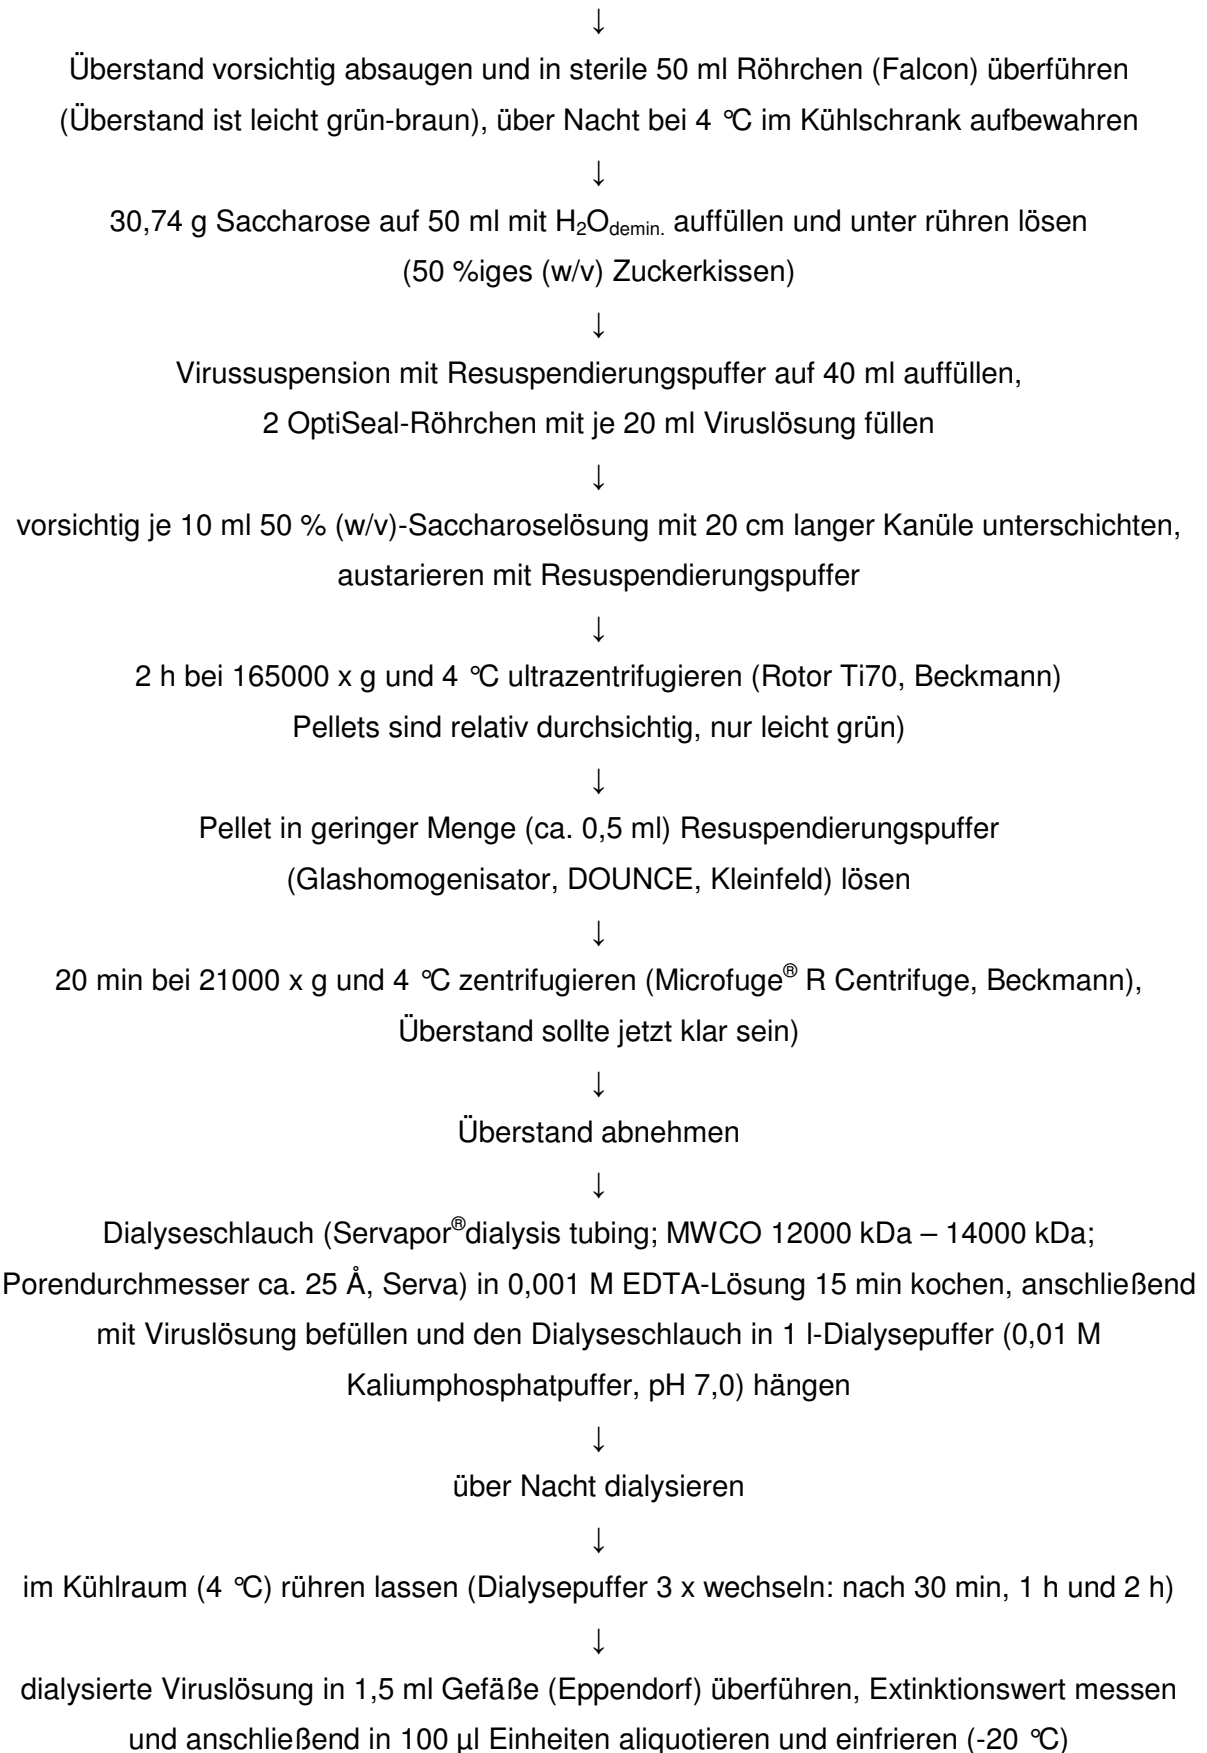 ↓
Überstand vorsichtig absaugen und in sterile 50 ml Röhrchen (Falcon) überführen
(Überstand ist leicht grün-braun), über Nacht bei 4 °C im Kühlschrank aufbewahren
↓
30,74 g Saccharose auf 50 ml mit H₂O demin. auffüllen und unter rühren lösen
(50 %iges (w/v) Zuckerkissen)
↓
Virussuspension mit Resuspendierungspuffer auf 40 ml auffüllen,
2 OptiSeal-Röhrchen mit je 20 ml Viruslösung füllen
↓
vorsichtig je 10 ml 50 % (w/v)-Saccharoselösung mit 20 cm langer Kanüle unterschichten,
austarieren mit Resuspendierungspuffer
↓
2 h bei 165000 x g und 4 °C ultrazentrifugieren (Rotor Ti70, Beckmann)
Pellets sind relativ durchsichtig, nur leicht grün)
↓
Pellet in geringer Menge (ca. 0,5 ml) Resuspendierungspuffer
(Glashomogenisator, DOUNCE, Kleinfeld) lösen
↓
20 min bei 21000 x g und 4 °C zentrifugieren (Microfuge® R Centrifuge, Beckmann),
Überstand sollte jetzt klar sein)
↓
Überstand abnehmen
↓
Dialyseschlauch (Servapor®dialysis tubing; MWCO 12000 kDa – 14000 kDa;
Porendurchmesser ca. 25 Å, Serva) in 0,001 M EDTA-Lösung 15 min kochen, anschließend
mit Viruslösung befüllen und den Dialyseschlauch in 1 l-Dialysepuffer (0,01 M
Kaliumphosphatpuffer, pH 7,0) hängen
↓
über Nacht dialysieren
↓
im Kühlraum (4 °C) rühren lassen (Dialysepuffer 3 x wechseln: nach 30 min, 1 h und 2 h)
↓
dialysierte Viruslösung in 1,5 ml Gefäße (Eppendorf) überführen, Extinktionswert messen
und anschließend in 100 µl Einheiten aliquotieren und einfrieren (-20 °C)